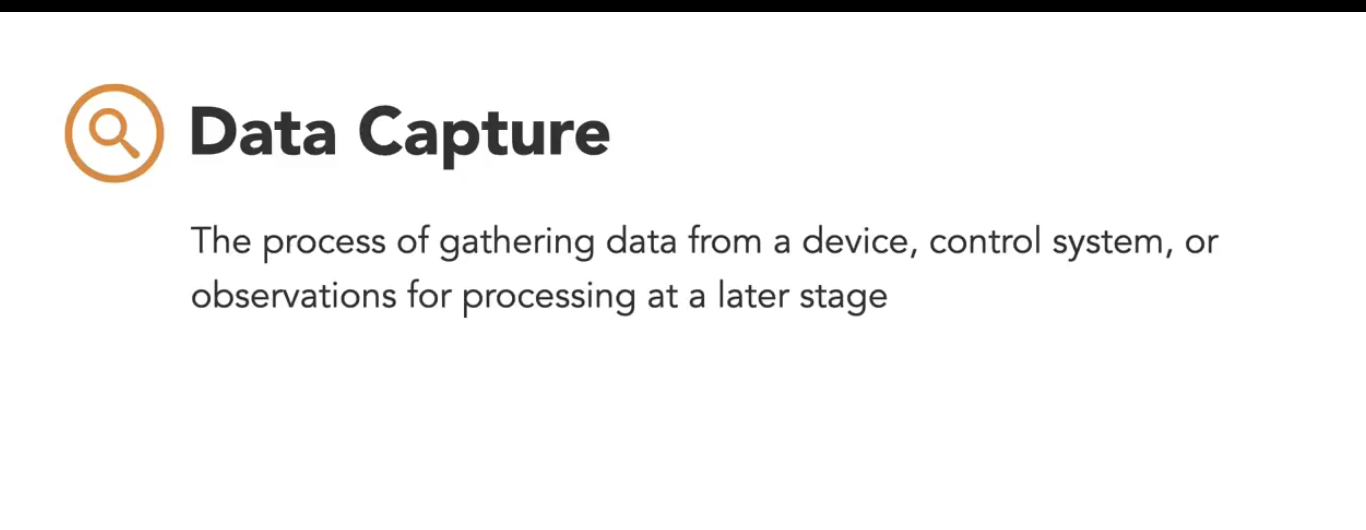 Data Capture
The process of gathering data from a device, control system, or
observations for processing at a later stage